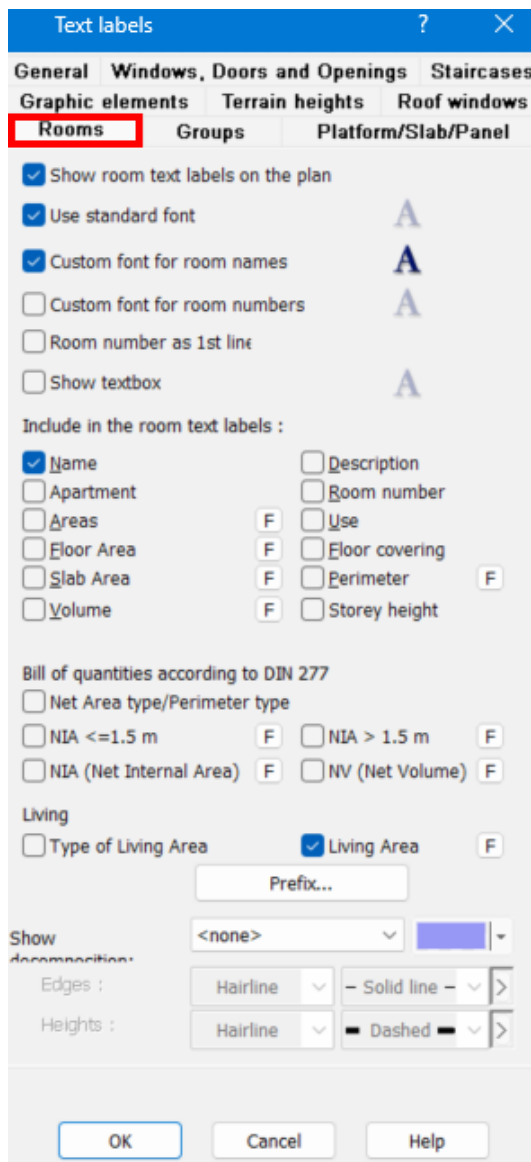 Text labels ? ×
General Windows, Doors and Openings Staircases
Graphic elements Terrain heights Roof windows
Rooms Groups Platform/Slab/Panel
Show room text labels on the plan
Use standard font A
Custom font for room names A
Custom font for room numbers A
Room number as 1st line
Show textbox A
Include in the room text labels :
Name Description
Apartment Room number
Areas F Use
Floor Area F Floor covering
Slab Area F Perimeter F
Volume F Storey height
Bill of quantities according to DIN 277
Net Area type/Perimeter type
NIA <=1.5 m F NIA > 1.5 m F
NIA (Net Internal Area) F NV (Net Volume) F
Living
Type of Living Area Living Area F
Prefix...
Show <none>
decomposition:
Edges : Hairline – Solid line –
Heights : Hairline Dashed
OK Cancel Help